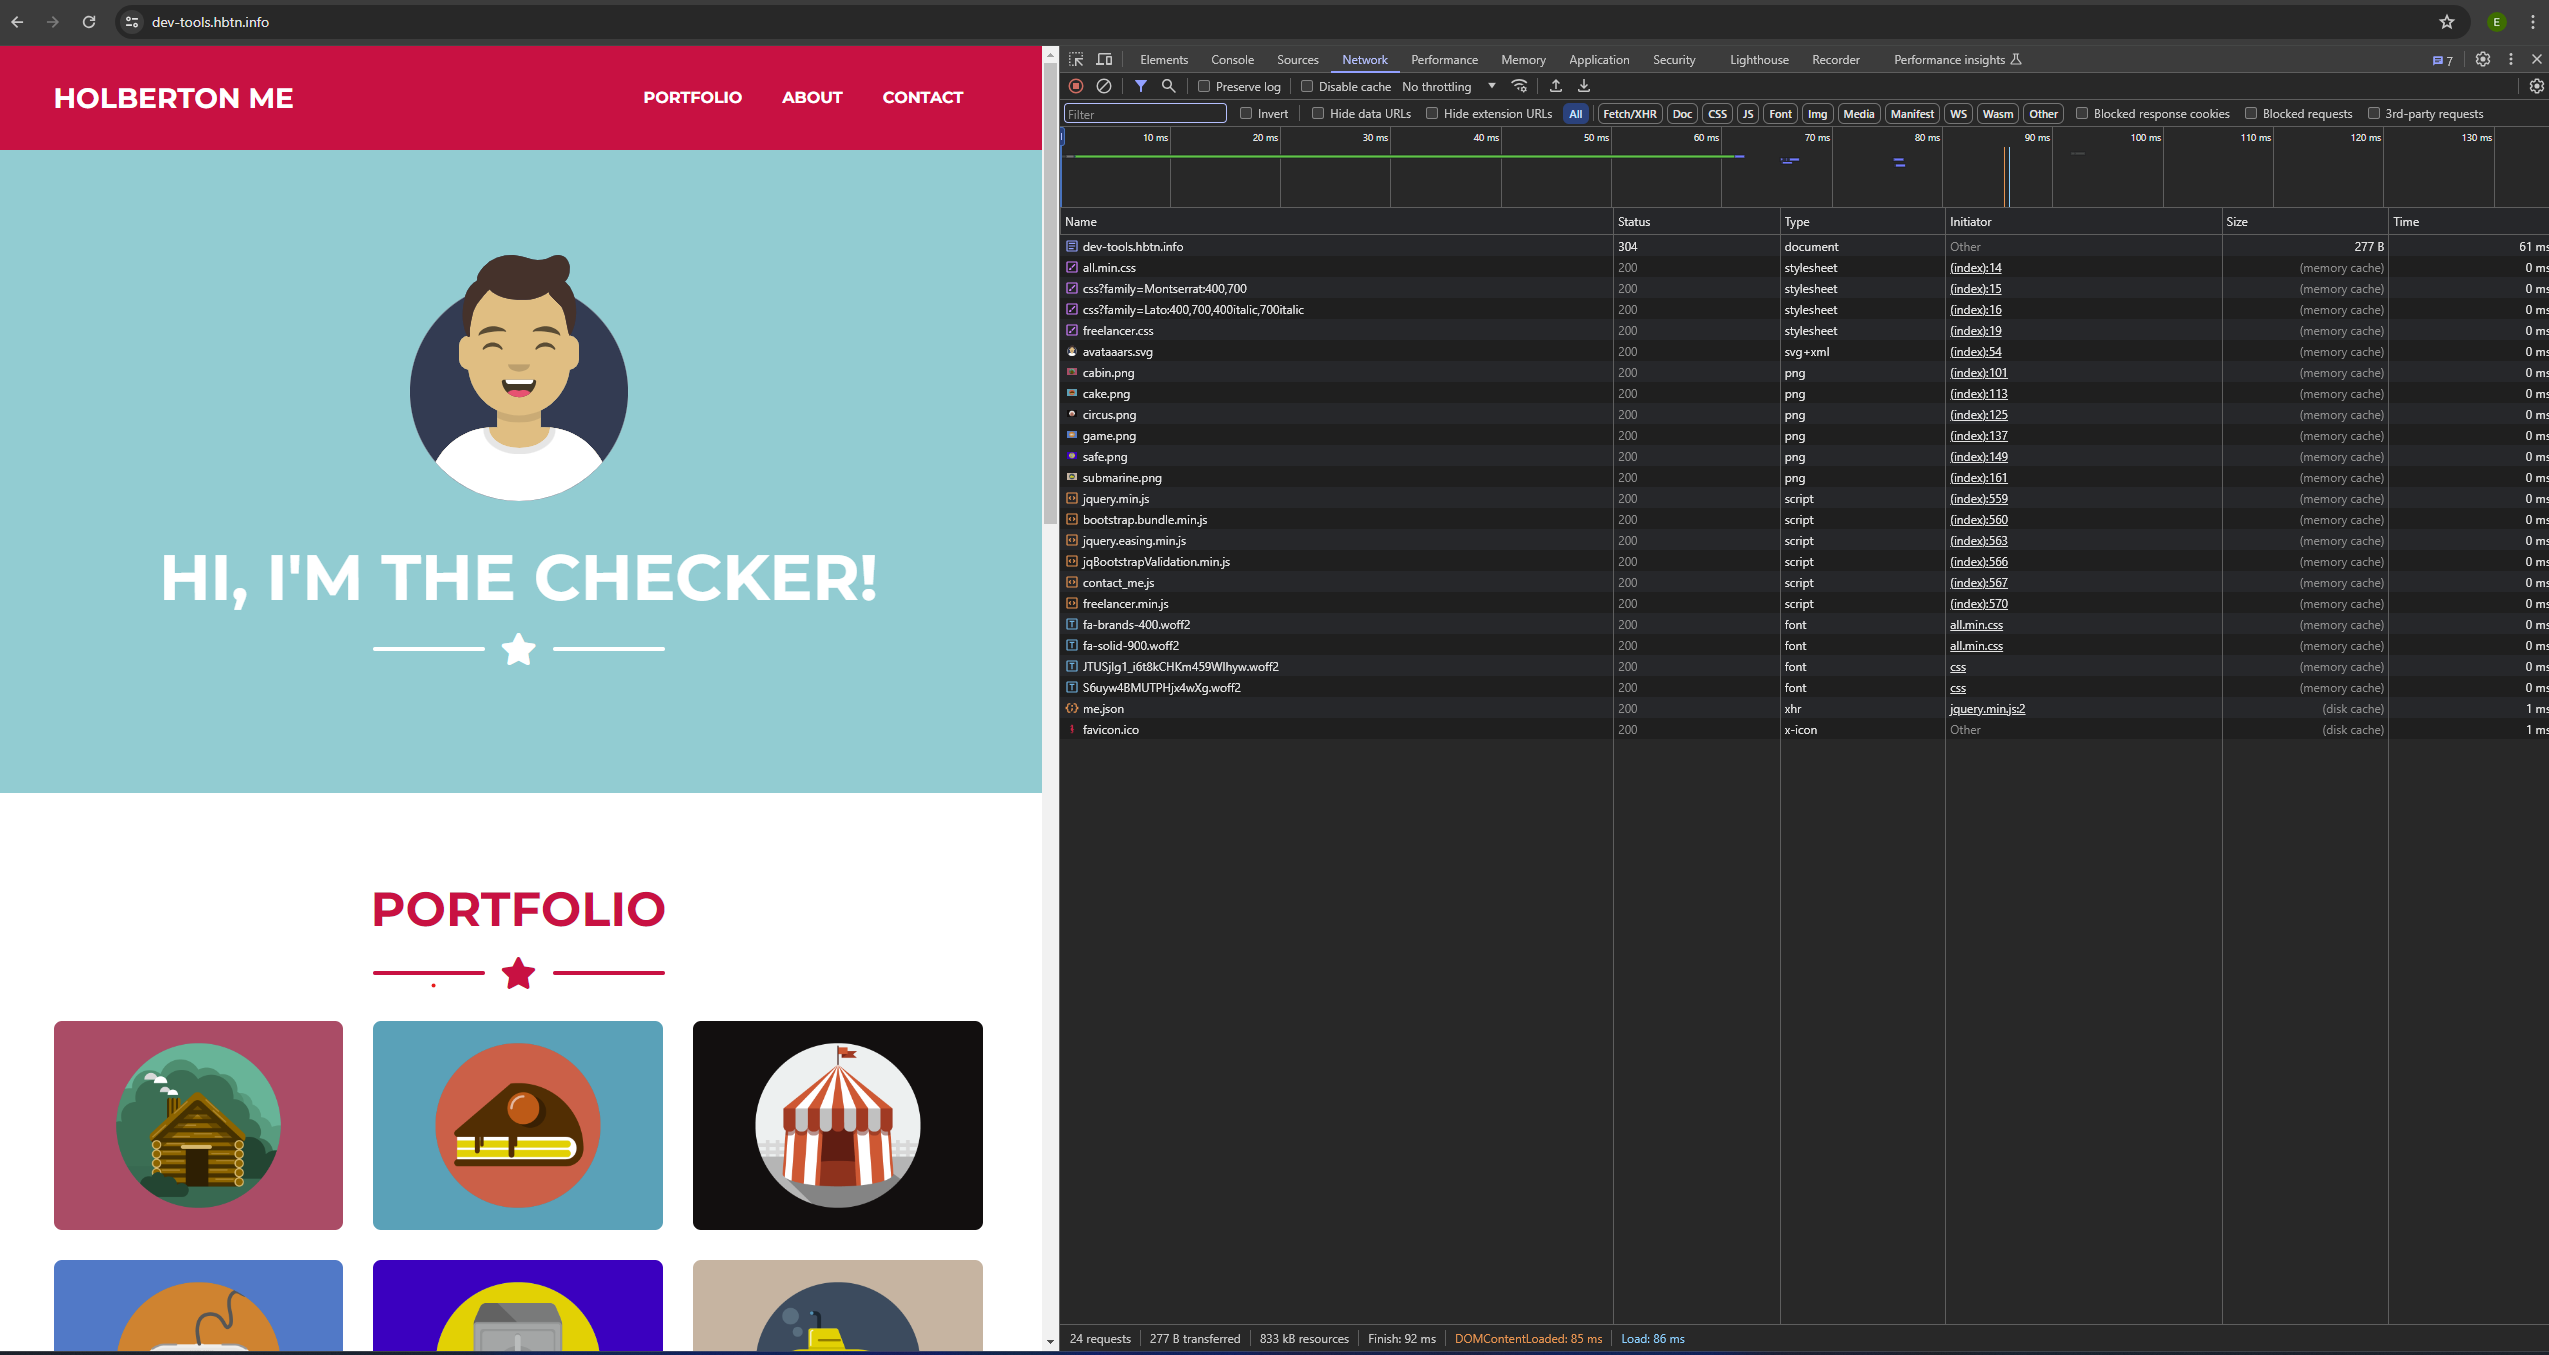 dev-tools.hbtn.info
E
HOLBERTON ME
PORTFOLIO ABOUT CONTACT
HI, I'M THE CHECKER!
PORTFOLIO
Elements Console Sources Network Performance Memory Application Security Lighthouse Recorder Performance insights 7
Preserve log Disable cache No throttling
Filter Invert Hide data URLs Hide extension URLs All Fetch/XHR Doc CSS JS Font Img Media Manifest WS Wasm Other Blocked response cookies Blocked requests 3rd-party requests
10 ms 20 ms 30 ms 40 ms 50 ms 60 ms 70 ms 80 ms 90 ms 100 ms 110 ms 120 ms 130 ms
Name Status Type Initiator Size Time
dev-tools.hbtn.info 304 document Other 277 B 61 ms
all.min.css 200 stylesheet (index):14 (memory cache) 0 ms
css?family=Montserrat:400,700 200 stylesheet (index):15 (memory cache) 0 ms
css?family=Lato:400,700,400italic,700italic 200 stylesheet (index):16 (memory cache) 0 ms
freelancer.css 200 stylesheet (index):19 (memory cache) 0 ms
avataaars.svg 200 svg+xml (index):54 (memory cache) 0 ms
cabin.png 200 png (index):101 (memory cache) 0 ms
cake.png 200 png (index):113 (memory cache) 0 ms
circus.png 200 png (index):125 (memory cache) 0 ms
game.png 200 png (index):137 (memory cache) 0 ms
safe.png 200 png (index):149 (memory cache) 0 ms
submarine.png 200 png (index):161 (memory cache) 0 ms
jquery.min.js 200 script (index):559 (memory cache) 0 ms
bootstrap.bundle.min.js 200 script (index):560 (memory cache) 0 ms
jquery.easing.min.js 200 script (index):563 (memory cache) 0 ms
jqBootstrapValidation.min.js 200 script (index):566 (memory cache) 0 ms
contact_me.js 200 script (index):567 (memory cache) 0 ms
freelancer.min.js 200 script (index):570 (memory cache) 0 ms
fa-brands-400.woff2 200 font all.min.css (memory cache) 0 ms
fa-solid-900.woff2 200 font all.min.css (memory cache) 0 ms
JTUSjIg1_i6t8kCHKm459Wlhyw.woff2 200 font css (memory cache) 0 ms
S6uyw4BMUTPHjx4wXg.woff2 200 font css (memory cache) 0 ms
me.json 200 xhr jquery.min.js:2 (disk cache) 1 ms
favicon.ico 200 x-icon Other (disk cache) 1 ms
24 requests 277 B transferred 833 kB resources Finish: 92 ms DOMContentLoaded: 85 ms Load: 86 ms